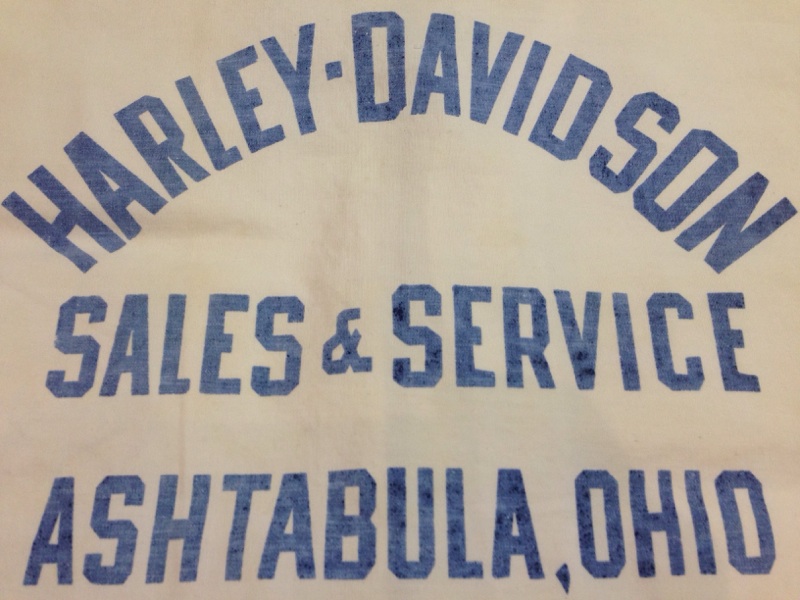 HARLEY-DAVIDSON
SALES & SERVICE
ASHTABULA, OHIO